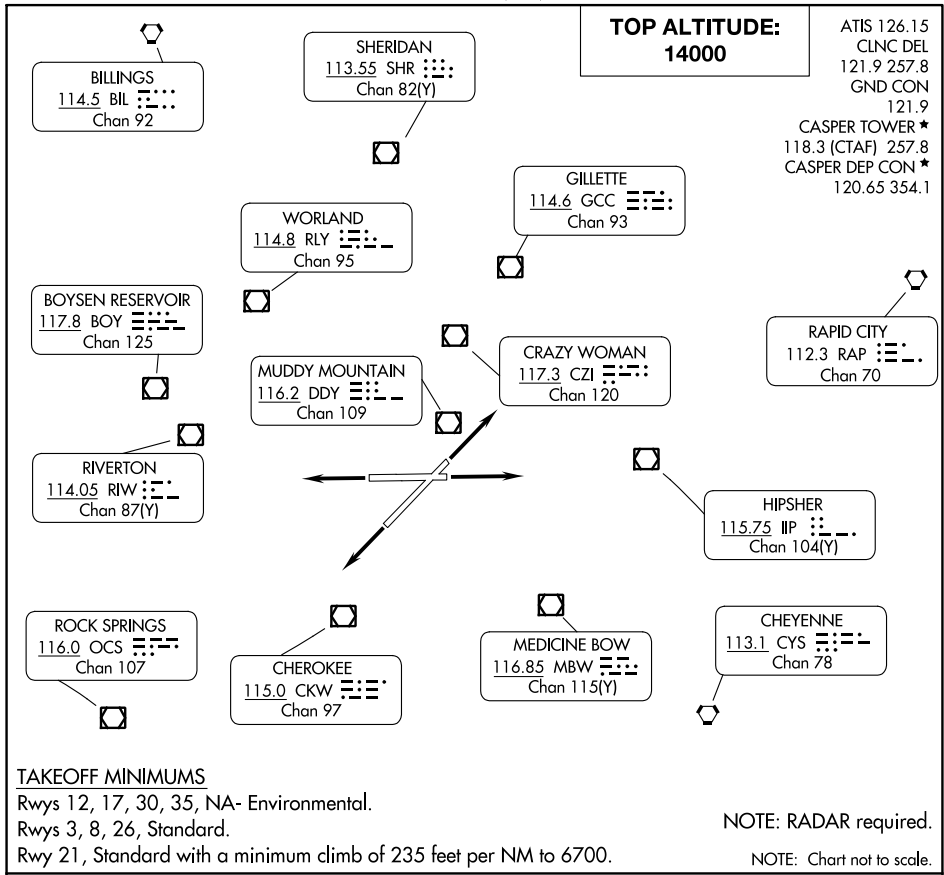 TOP ALTITUDE:
14000
ATIS 126.15
CLNC DEL
121.9 257.8
GND CON
121.9
CASPER TOWER ★
118.3 (CTAF) 257.8
CASPER DEP CON ★
120.65 354.1
BILLINGS
114.5 BIL
Chan 92
SHERIDAN
113.55 SHR
Chan 82(Y)
GILLETTE
114.6 GCC
Chan 93
WORLAND
114.8 RLY
Chan 95
BOYSEN RESERVOIR
117.8 BOY
Chan 125
RAPID CITY
112.3 RAP
Chan 70
CRAZY WOMAN
117.3 CZI
Chan 120
MUDDY MOUNTAIN
116.2 DDY
Chan 109
RIVERTON
114.05 RIW
Chan 87(Y)
HIPSHER
115.75 IIP
Chan 104(Y)
ROCK SPRINGS
116.0 OCS
Chan 107
CHEROKEE
115.0 CKW
Chan 97
MEDICINE BOW
116.85 MBW
Chan 115(Y)
CHEYENNE
113.1 CYS
Chan 78
TAKEOFF MINIMUMS
Rwys 12, 17, 30, 35, NA- Environmental.
Rwys 3, 8, 26, Standard.
Rwy 21, Standard with a minimum climb of 235 feet per NM to 6700.
NOTE: RADAR required.
NOTE: Chart not to scale.